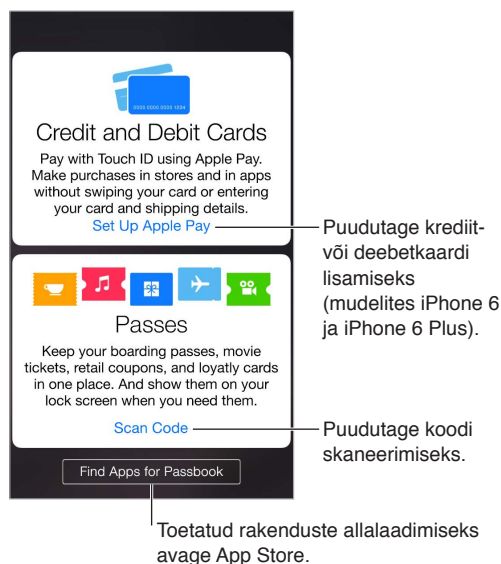 0000 0000 0000 1234
Credit and Debit Cards
Pay with Touch ID using Apple Pay.
Make purchases in stores and in apps
without swiping your card or entering
your card and shipping details.
Set Up Apple Pay
Puudutage krediit-
või deebetkaardi
lisamiseks
(mudelites iPhone 6
ja iPhone 6 Plus).
Passes
Keep your boarding passes, movie
tickets, retail coupons, and loyatly cards
in one place. And show them on your
lock screen when you need them.
Scan Code
Puudutage koodi
skaneerimiseks.
Find Apps for Passbook
Toetatud rakenduste allalaadimiseks
avage App Store.